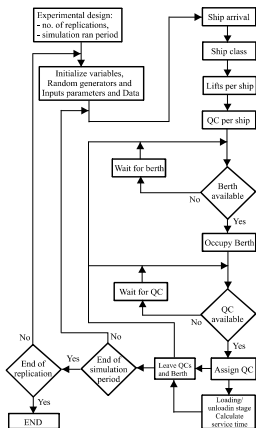 Experimental design:
- no. of replications,
- simulation ran period
Initialize variables,
Random generators and
Inputs parameters and Data
Ship arrival
Ship class
Lifts per ship
QC per ship
Wait for berth
Berth
available
No
Yes
Occupy Berth
Wait for QC
QC
available
No
Yes
Assign QC
Loading/
unloadin stage
Calculate
service time
Leave QCs
and Berth
End of
simulation
period
No
Yes
End of
replication
No
Yes
END